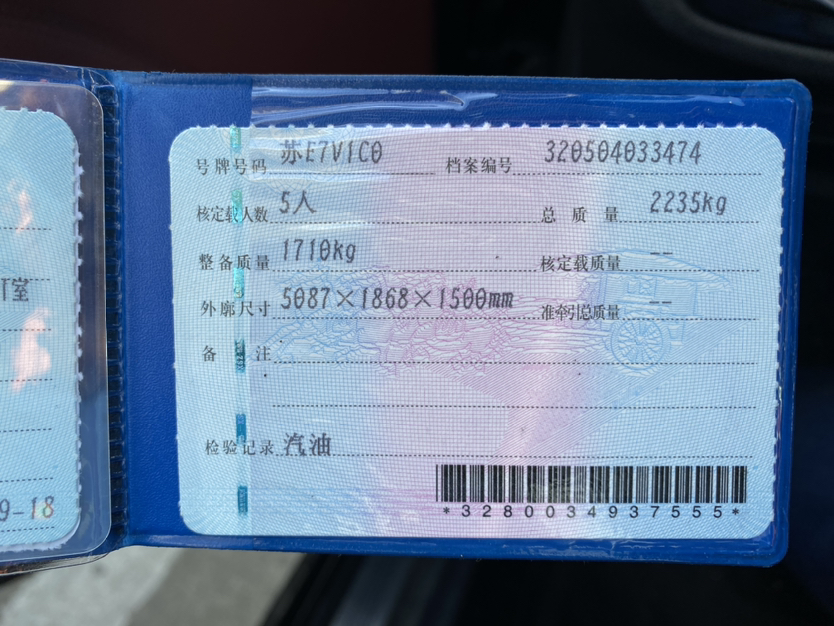 号牌号码 苏E7V1C0 档案编号 320504033474
核定载人数 5人 总质量 2235kg
整备质量 1710kg 核定载质量 --
外廓尺寸 5087×1868×1500mm 准牵引总质量 --
备注
检验记录 汽油
*3280034937555*
室
9-18